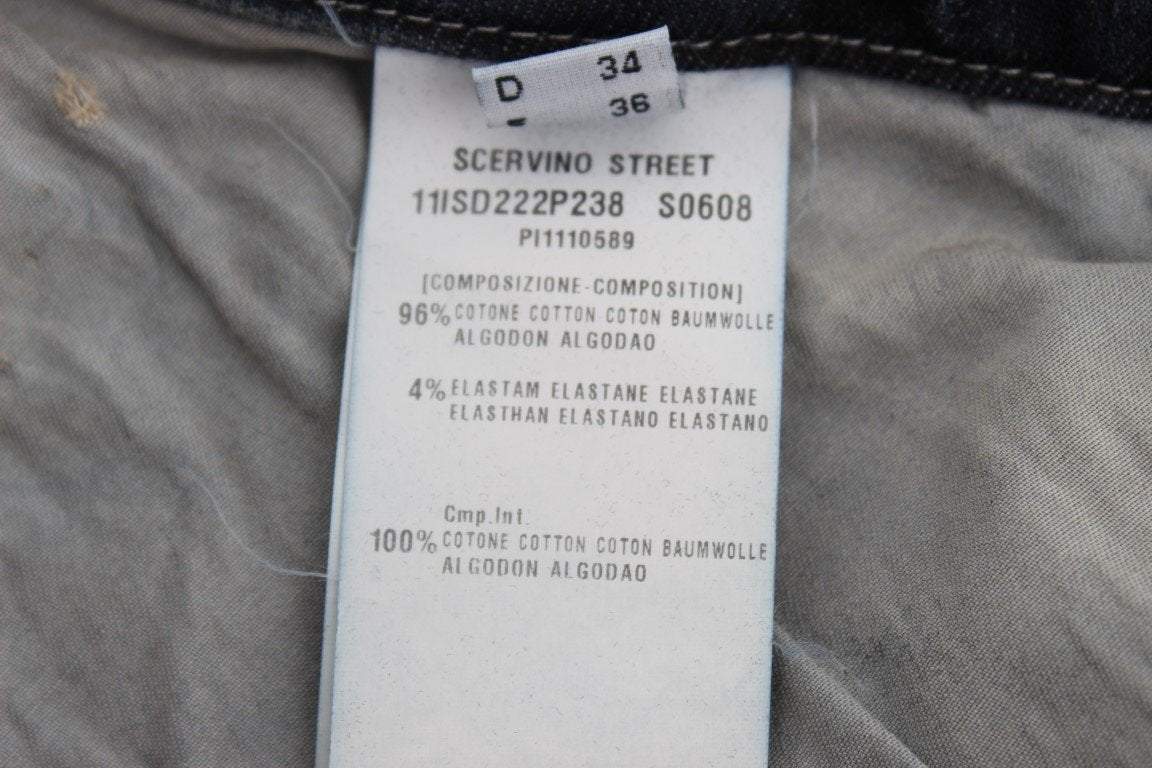 D 34
36
SCERVINO STREET
11ISD222P238 S0608
PI1110589
[COMPOSIZIONE-COMPOSITION]
96% COTONE COTTON COTON BAUMWOLLE
ALGODON ALGODAO
4% ELASTAM ELASTANE ELASTANE
ELASTHAN ELASTANO ELASTANO
Cmp.Int.
100% COTONE COTTON COTON BAUMWOLLE
ALGODON ALGODAO